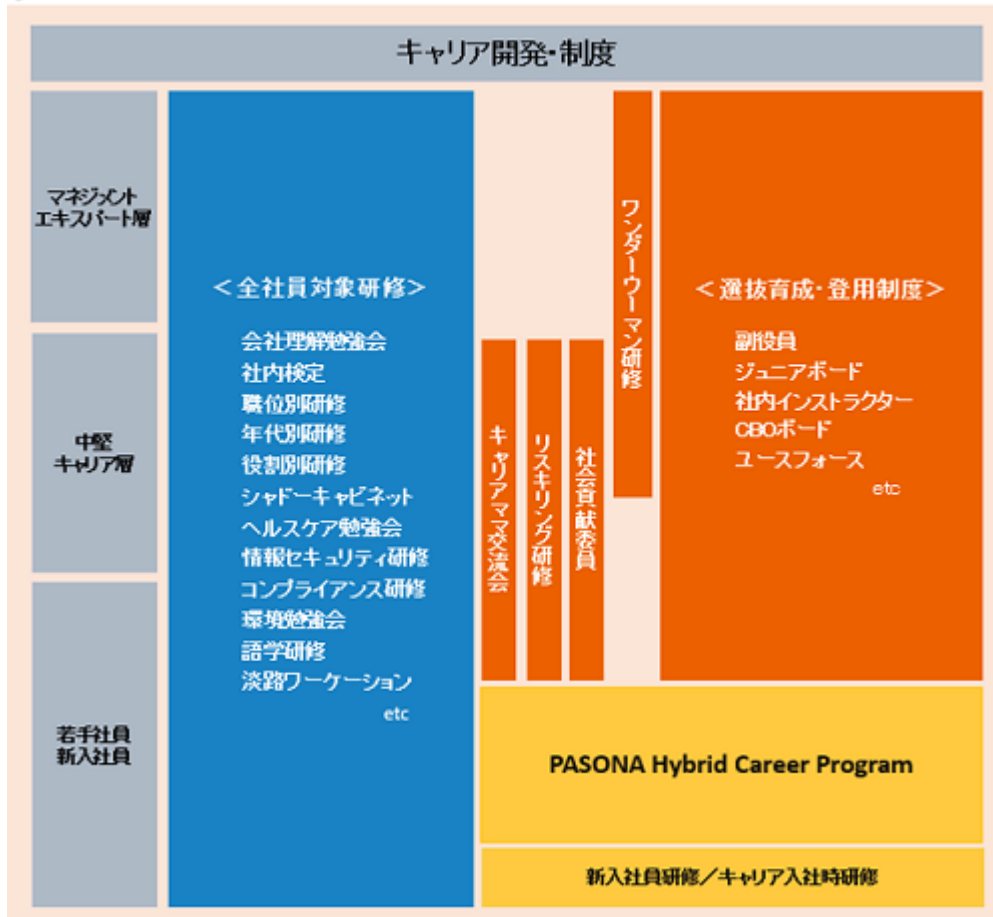 キャリア開発・制度
マネジメント
エキスパート層
中堅
キャリア層
若手社員
新入社員
＜全社員対象研修＞
会社理解勉強会
社内検定
職位別研修
年代別研修
役割別研修
シャドーキャビネット
ヘルスケア勉強会
情報セキュリティ研修
コンプライアンス研修
環境勉強会
語学研修
淡路ワーケーション
etc
キャリアママ交流会
リスキリング研修
社会貢献委員
ワンダーウーマン研修
＜選抜育成・登用制度＞
副役員
ジュニアボード
社内インストラクター
CBOボード
ユースフォース
etc
PASONA Hybrid Career Program
新入社員研修／キャリア入社時研修